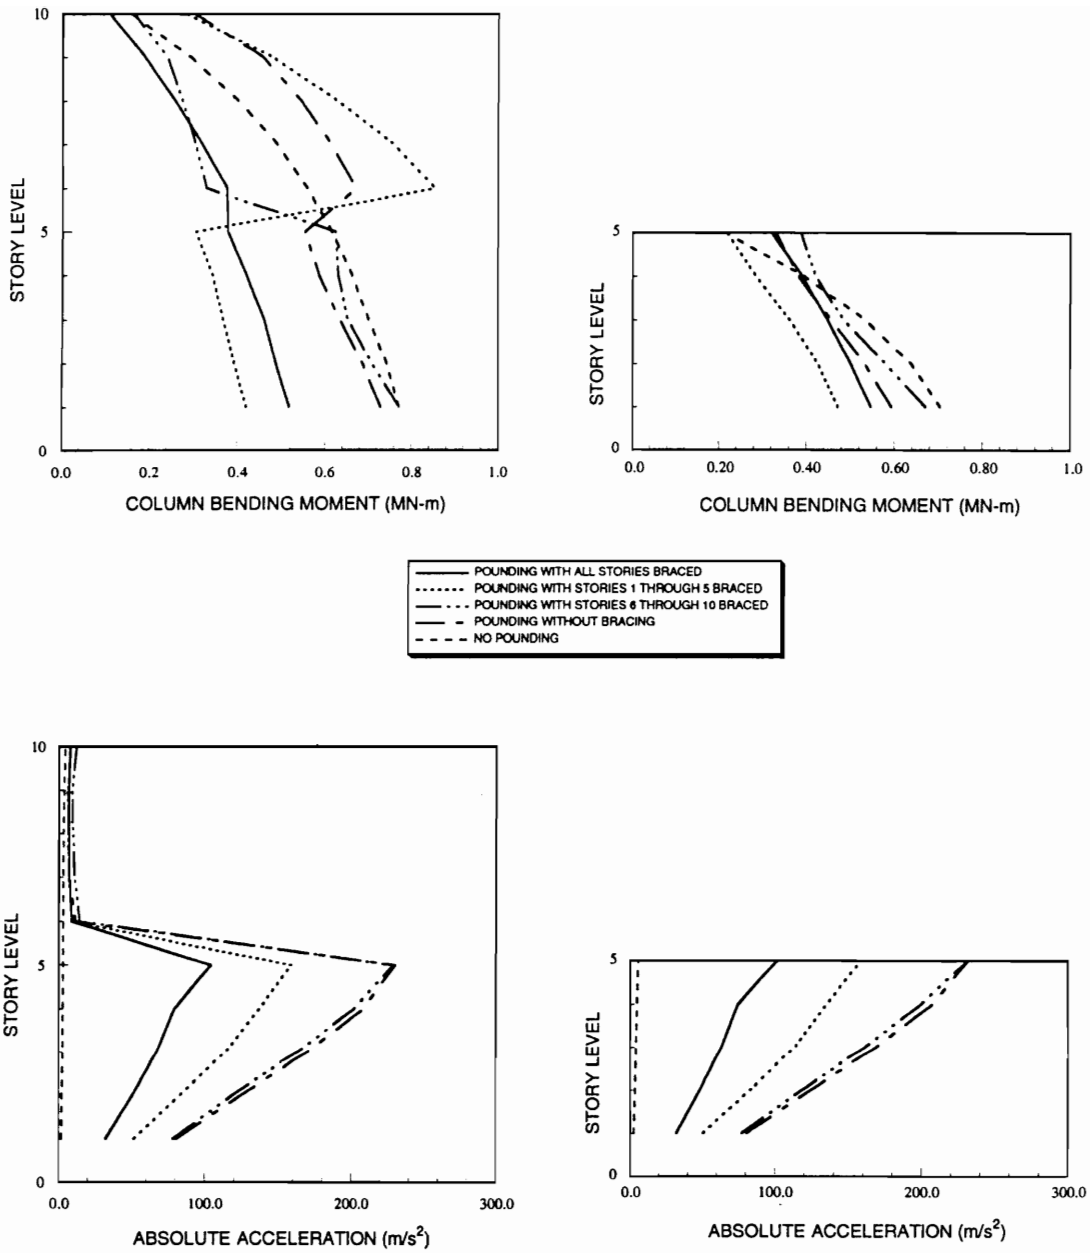 10
5
0
STORY LEVEL
0.0 0.2 0.4 0.6 0.8 1.0
COLUMN BENDING MOMENT (MN-m)
5
0
STORY LEVEL
0.0 0.20 0.40 0.60 0.80 1.0
COLUMN BENDING MOMENT (MN-m)
POUNDING WITH ALL STORIES BRACED
POUNDING WITH STORIES 1 THROUGH 5 BRACED
POUNDING WITH STORIES 6 THROUGH 10 BRACED
POUNDING WITHOUT BRACING
NO POUNDING
10
5
0
STORY LEVEL
0.0 100.0 200.0 300.0
ABSOLUTE ACCELERATION (m/s²)
5
0
STORY LEVEL
0.0 100.0 200.0 300.0
ABSOLUTE ACCELERATION (m/s²)